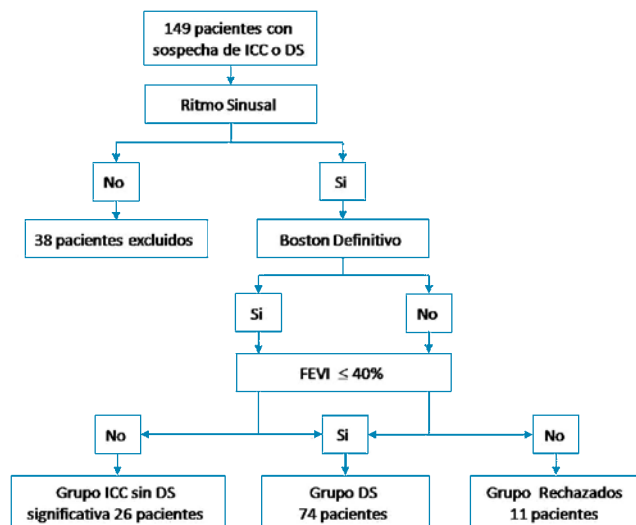 149 pacientes con
sospecha de ICC o DS
Ritmo Sinusal
No
Si
38 pacientes excluidos
Boston Definitivo
Si
No
FEVI ≤ 40%
No
Si
No
Grupo ICC sin DS
significativa 26 pacientes
Grupo DS
74 pacientes
Grupo Rechazados
11 pacientes